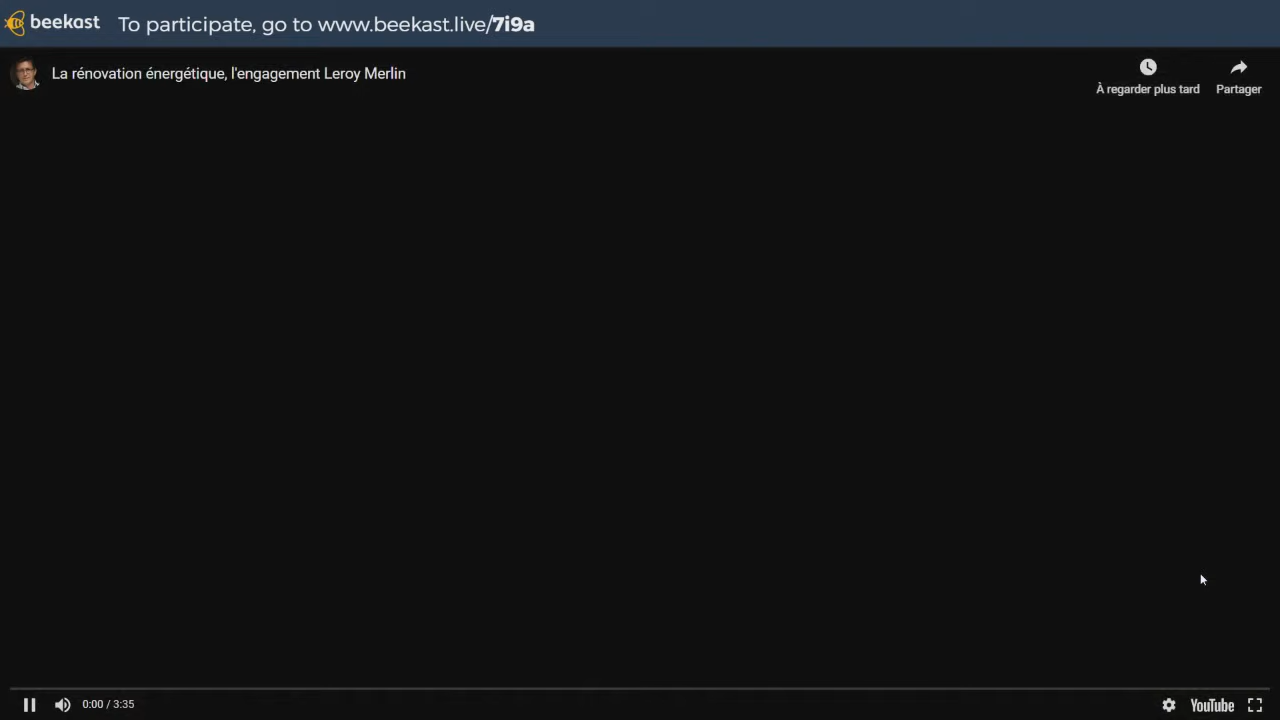 beekast To participate, go to www.beekast.live/7i9a
La rénovation énergétique, l'engagement Leroy Merlin
À regarder plus tard
Partager
0:00 / 3:35
YouTube